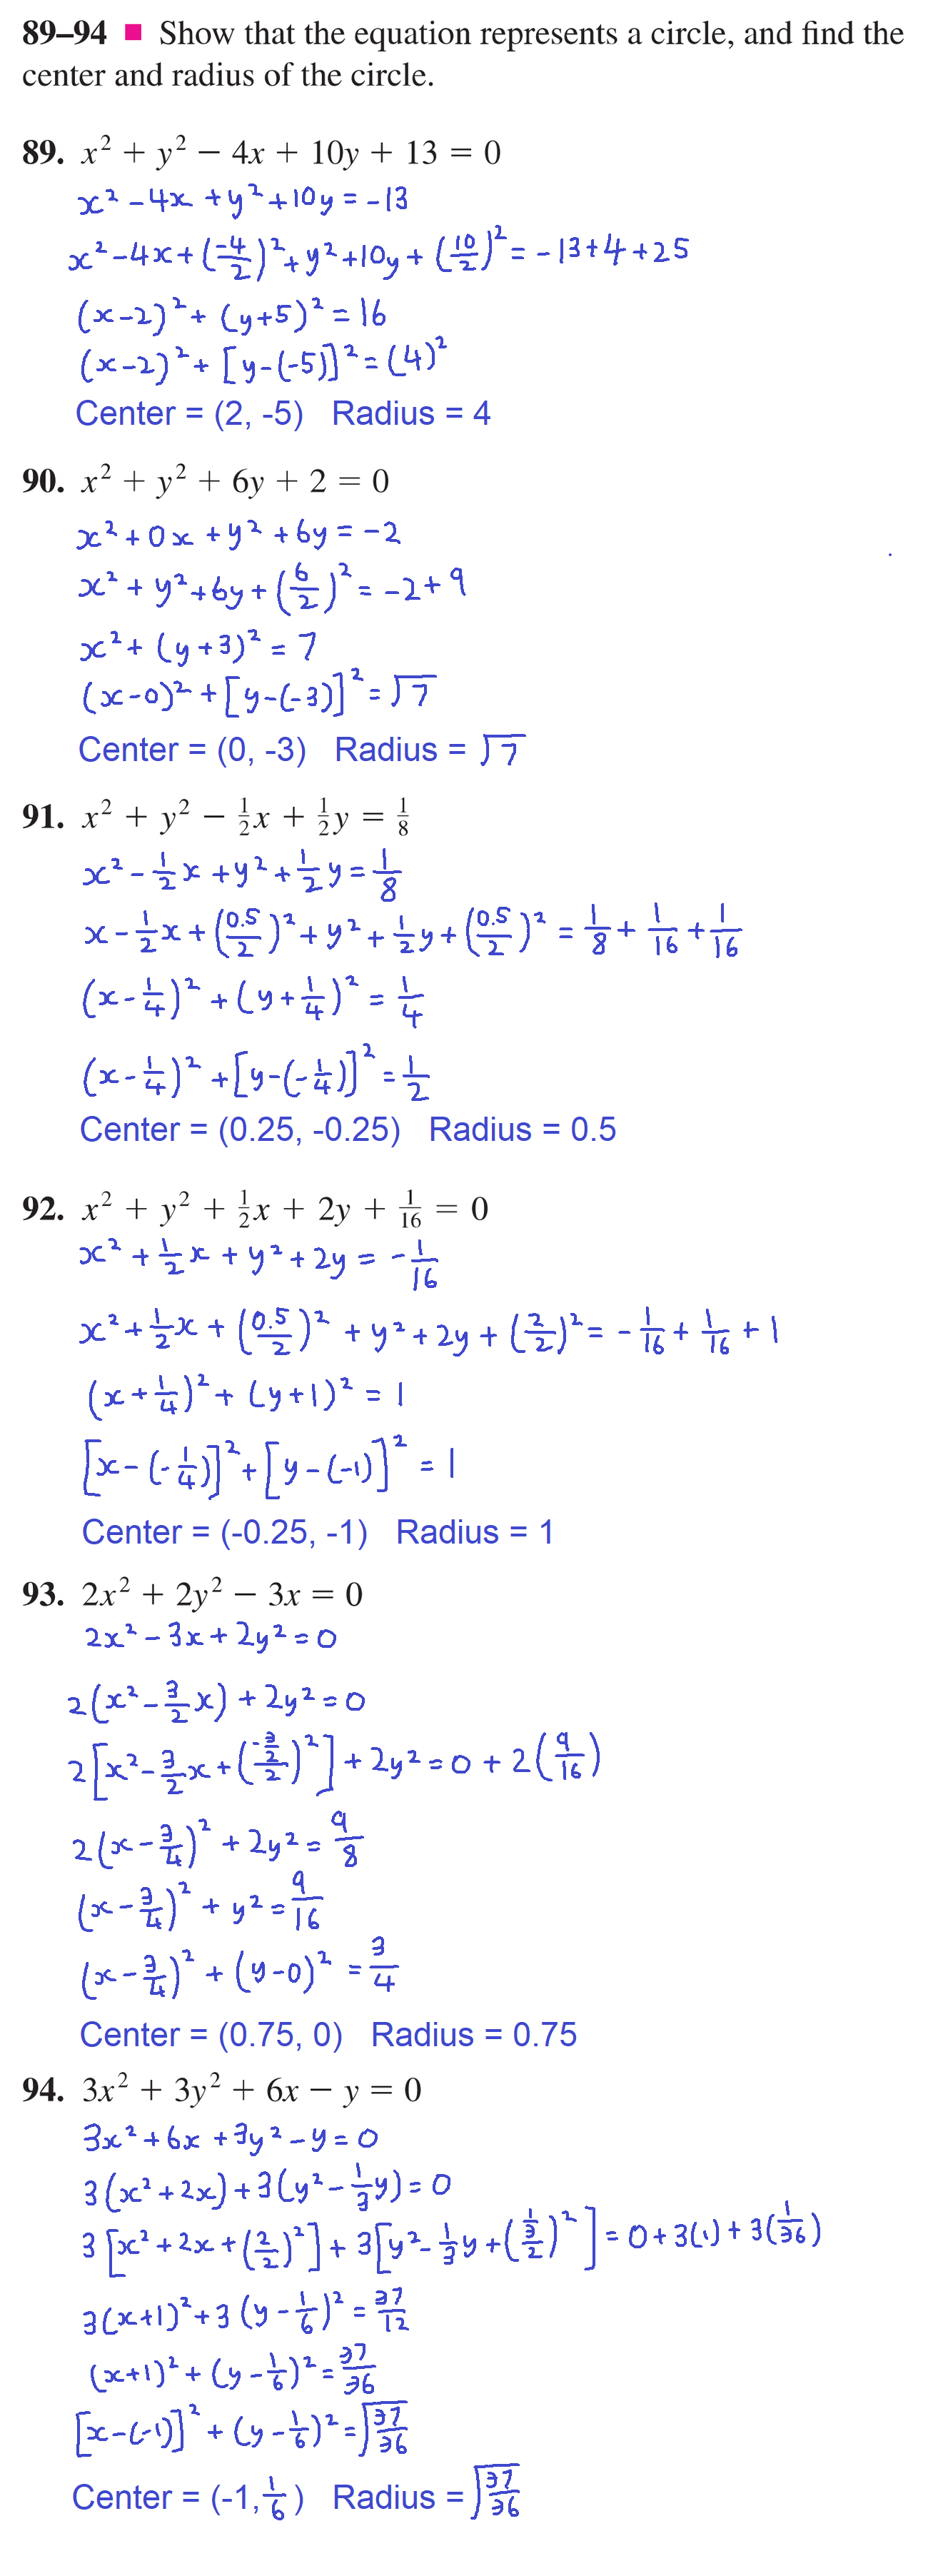 89–94 ■ Show that the equation represents a circle, and find the
center and radius of the circle.
89. x² + y² − 4x + 10y + 13 = 0
x² - 4x + y² + 10y = -13
x² - 4x + (-4/2)² + y² + 10y + (10/2)² = -13 + 4 + 25
(x-2)² + (y+5)² = 16
(x-2)² + [y-(-5)]² = (4)²
Center = (2, -5) Radius = 4
90. x² + y² + 6y + 2 = 0
x² + 0x + y² + 6y = -2
x² + y² + 6y + (6/2)² = -2 + 9
x² + (y+3)² = 7
(x-0)² + [y-(-3)]² = √7
Center = (0, -3) Radius = √7
91. x² + y² − 1/2x + 1/2y = 1/8
x² - 1/2x + y² + 1/2y = 1/8
x - 1/2x + (0.5/2)² + y² + 1/2y + (0.5/2)² = 1/8 + 1/16 + 1/16
(x - 1/4)² + (y + 1/4)² = 1/4
(x - 1/4)² + [y-(-1/4)]² = 1/2
Center = (0.25, -0.25) Radius = 0.5
92. x² + y² + 1/2x + 2y + 1/16 = 0
x² + 1/2x + y² + 2y = -1/16
x² + 1/2x + (0.5/2)² + y² + 2y + (2/2)² = -1/16 + 1/16 + 1
(x + 1/4)² + (y+1)² = 1
[x-(-1/4)]² + [y-(-1)]² = 1
Center = (-0.25, -1) Radius = 1
93. 2x² + 2y² − 3x = 0
2x² - 3x + 2y² = 0
2(x² - 3/2x) + 2y² = 0
2[x² - 3/2x + (-3/2/2)²] + 2y² = 0 + 2(9/16)
2(x - 3/4)² + 2y² = 9/8
(x - 3/4)² + y² = 9/16
(x - 3/4)² + (y-0)² = 3/4
Center = (0.75, 0) Radius = 0.75
94. 3x² + 3y² + 6x − y = 0
3x² + 6x + 3y² - y = 0
3(x² + 2x) + 3(y² - 1/3y) = 0
3[x² + 2x + (2/2)²] + 3[y² - 1/3y + (1/3/2)²] = 0 + 3(1) + 3(1/36)
3(x+1)² + 3(y - 1/6)² = 37/12
(x+1)² + (y - 1/6)² = 37/36
[x-(-1)]² + (y - 1/6)² = √37/36
Center = (-1, 1/6) Radius = √37/36